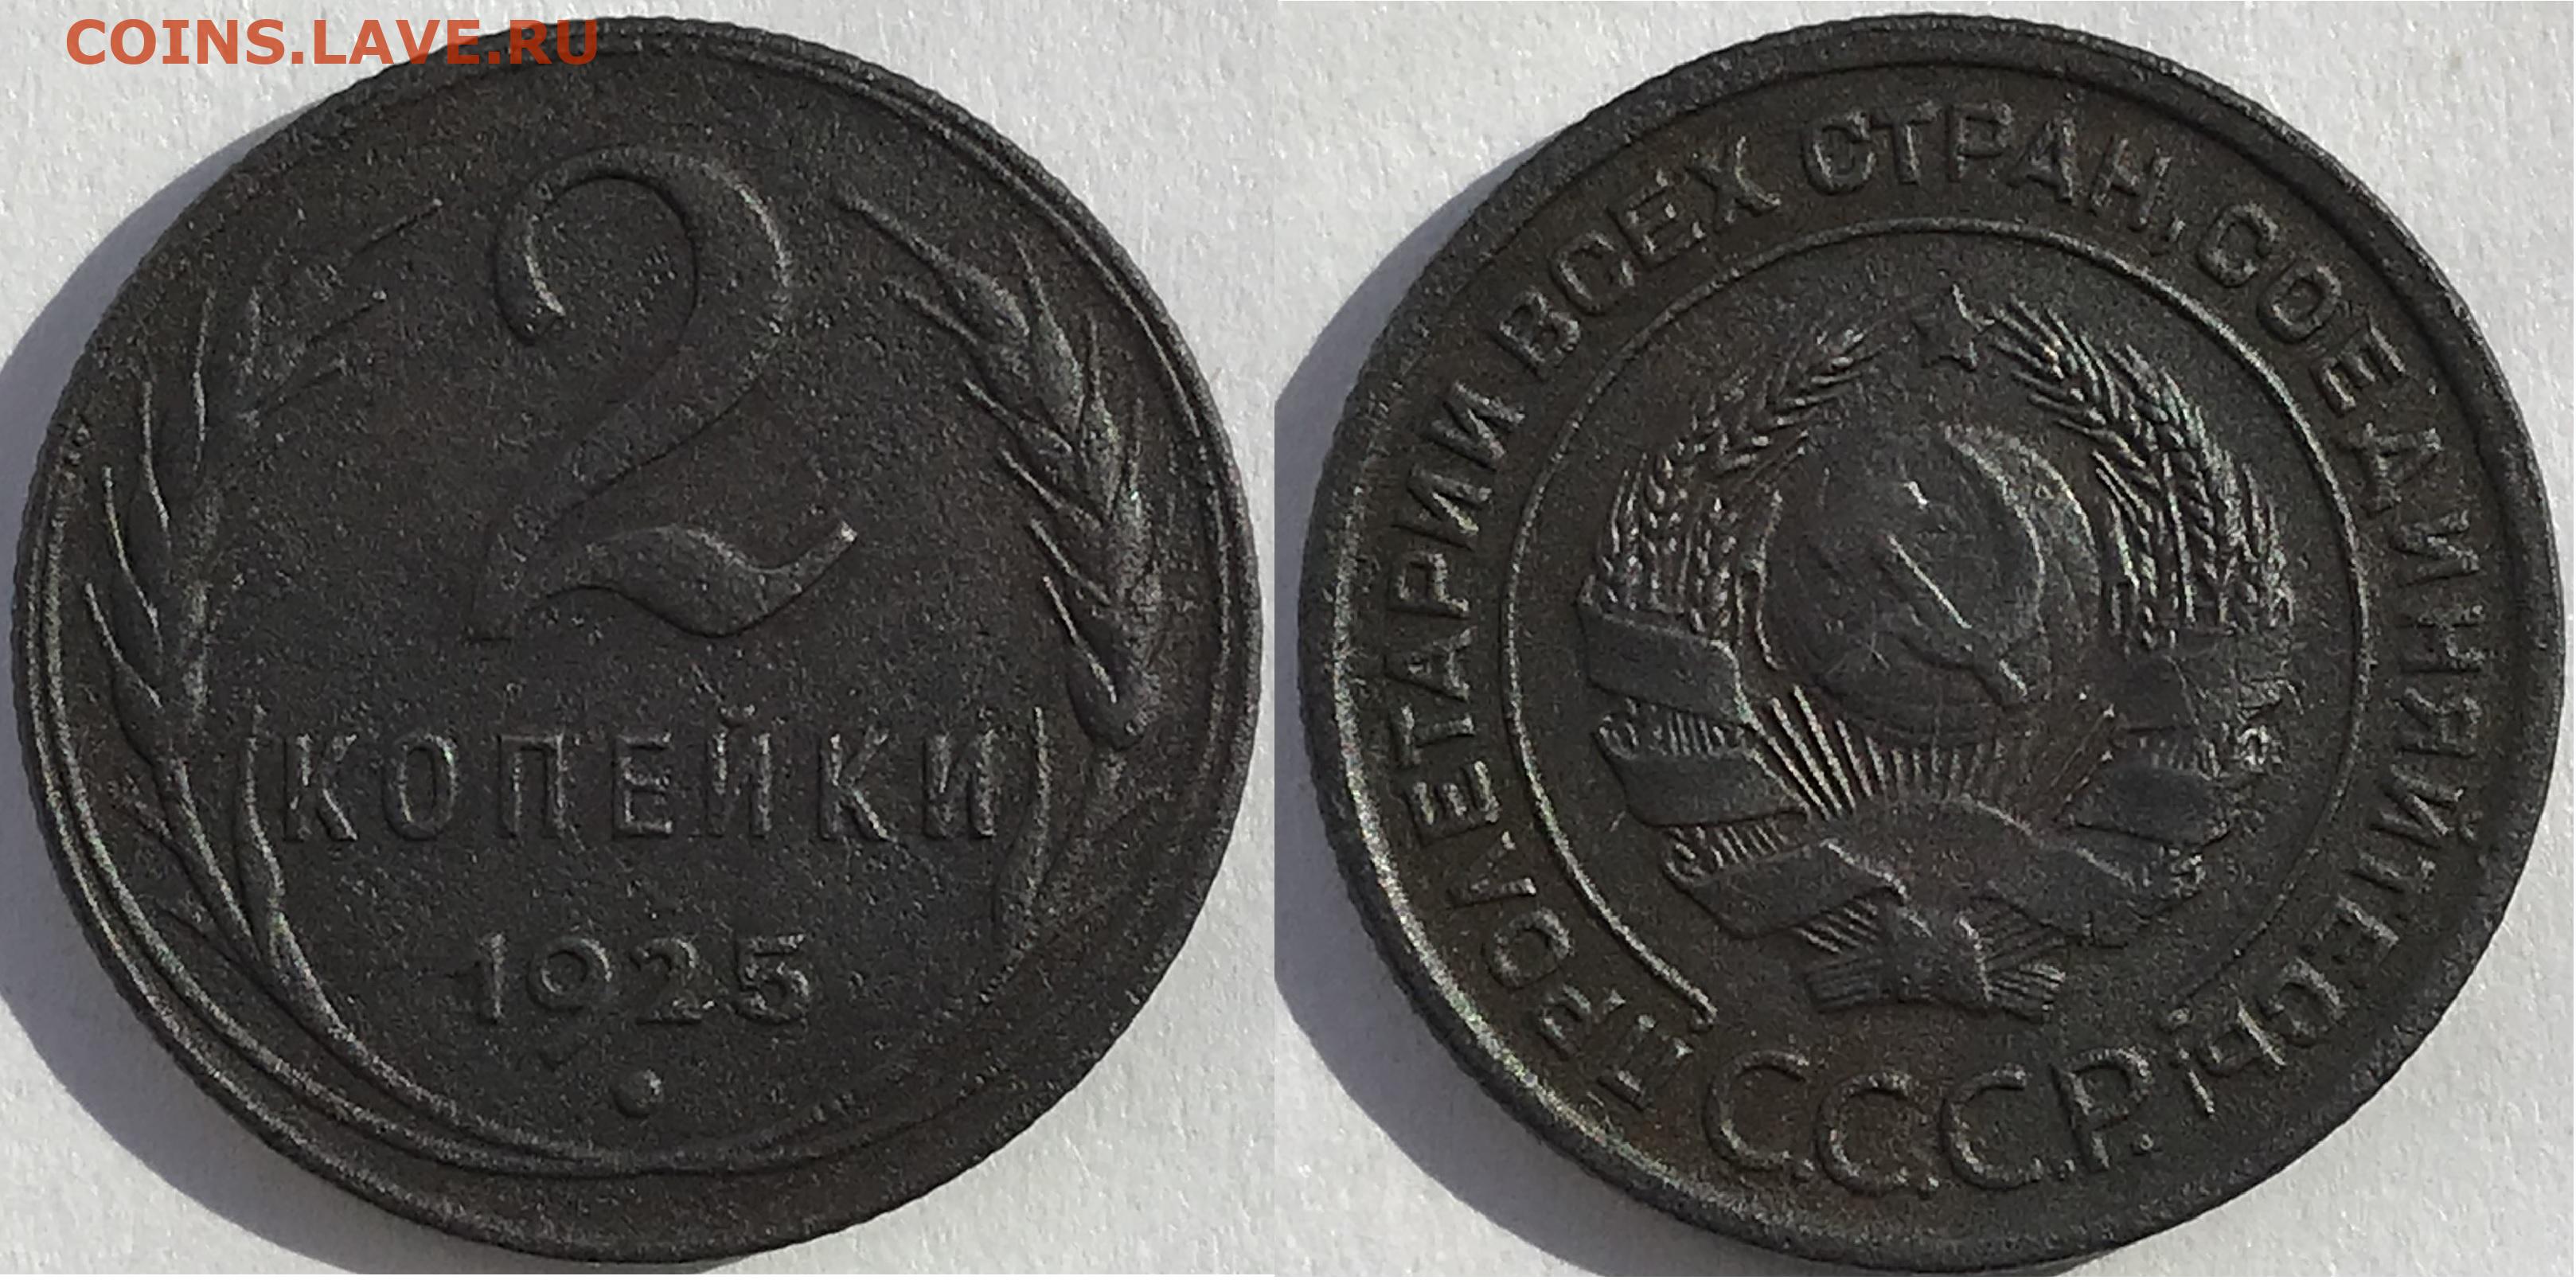 COINS.LAVE.RU
2
КОПЕЙКИ
1925
ПРОЛЕТАРИИ ВСЕХ СТРАН, СОЕДИНЯЙТЕСЬ!
С.С.С.Р.